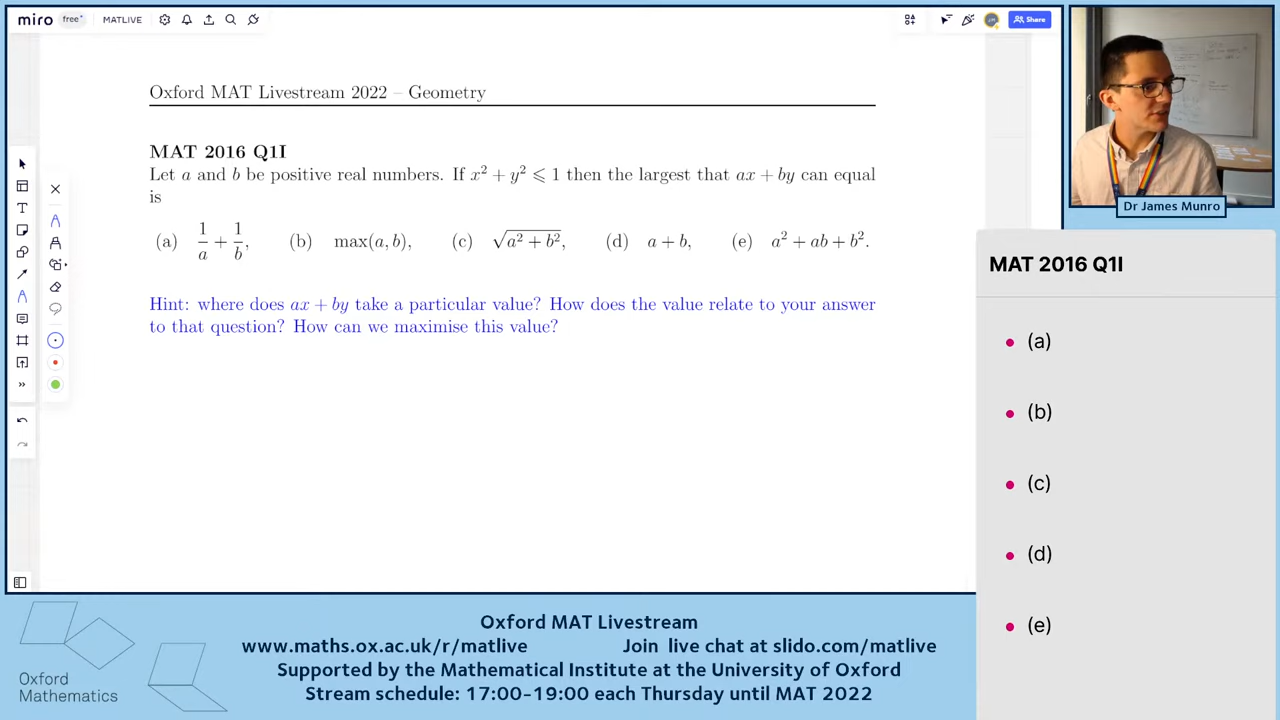 miro free MATLIVE Share
Oxford MAT Livestream 2022 – Geometry
MAT 2016 Q1I
Let a and b be positive real numbers. If x² + y² ⩽ 1 then the largest that ax + by can equal
is
(a) 1/a + 1/b, (b) max(a, b), (c) √(a² + b²), (d) a + b, (e) a² + ab + b².
Hint: where does ax + by take a particular value? How does the value relate to your answer
to that question? How can we maximise this value?
Dr James Munro
MAT 2016 Q1I
(a)
(b)
(c)
(d)
(e)
Oxford
Mathematics
Oxford MAT Livestream
www.maths.ox.ac.uk/r/matlive Join live chat at slido.com/matlive
Supported by the Mathematical Institute at the University of Oxford
Stream schedule: 17:00-19:00 each Thursday until MAT 2022